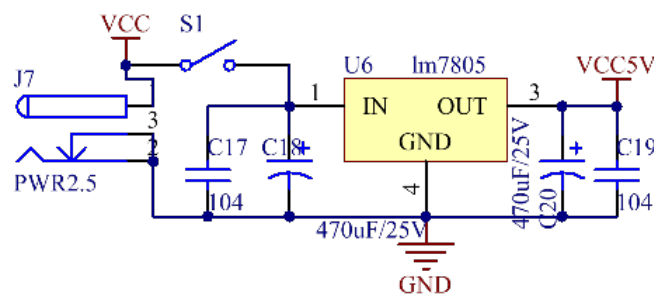 VCC
S1
J7
U6
lm7805
VCC5V
1
IN
OUT
3
1
3
2
GND
C17
C18
+
470uF/25V
+
C20
C19
PWR2.5
4
104
104
470uF/25V
GND